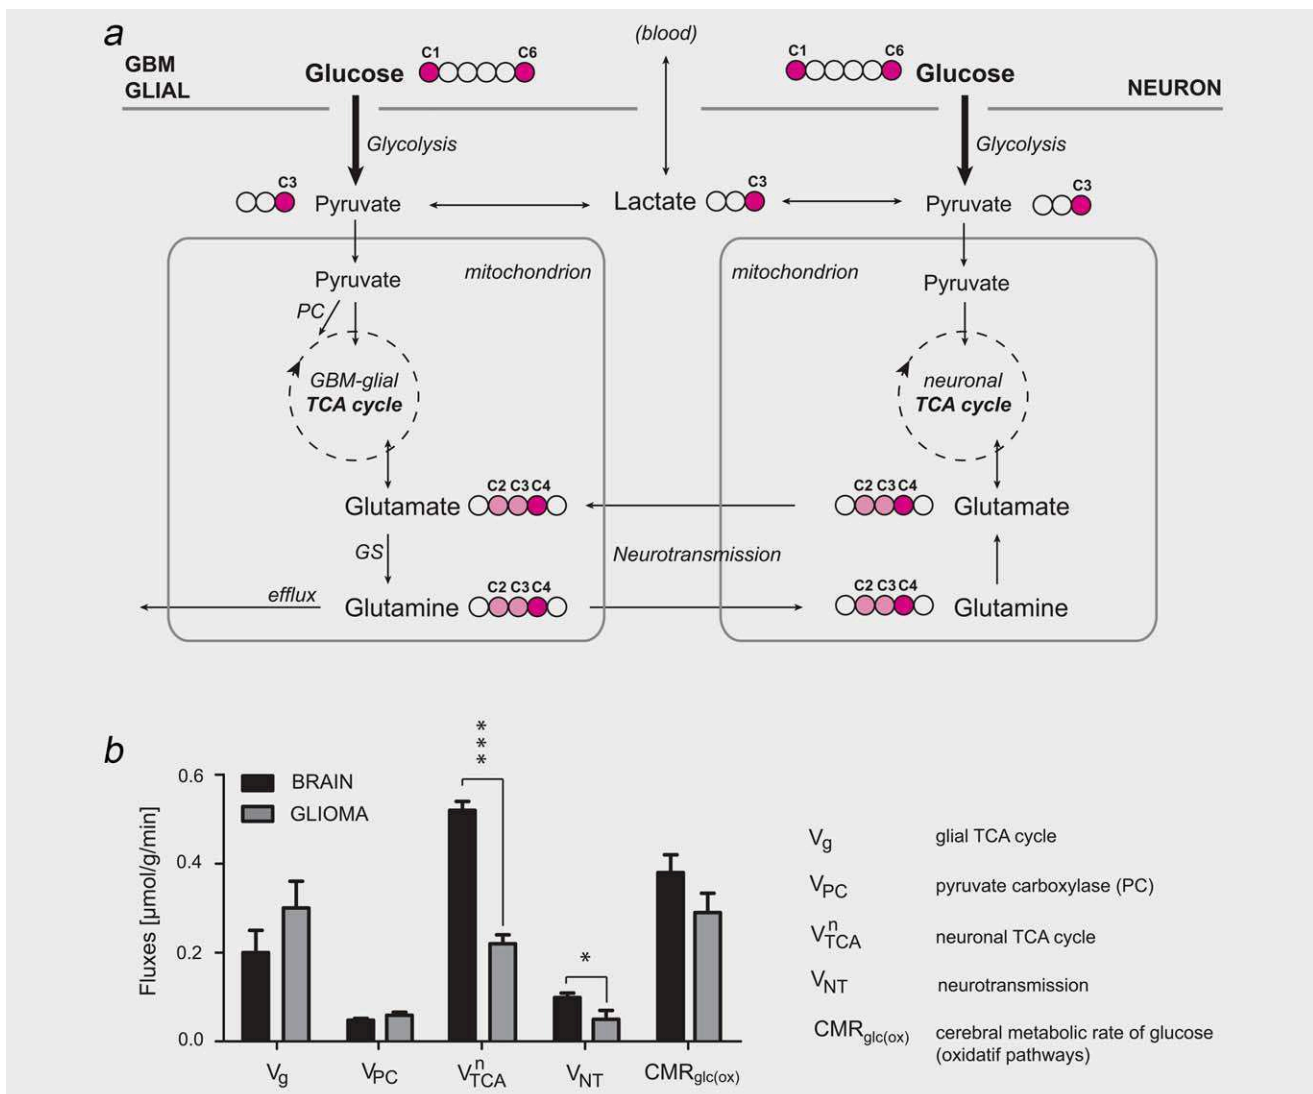 a
(blood)
GBM
GLIAL
Glucose
C1
C6
C1
C6
Glucose
NEURON
Glycolysis
Glycolysis
C3
Pyruvate
Lactate
C3
Pyruvate
C3
mitochondrion
mitochondrion
Pyruvate
Pyruvate
PC
GBM-glial
TCA cycle
neuronal
TCA cycle
C2 C3 C4
C2 C3 C4
Glutamate
Glutamate
GS
Neurotransmission
efflux
C2 C3 C4
C2 C3 C4
Glutamine
Glutamine
b
***
0.6
BRAIN
GLIOMA
0.4
0.2
0.0
*
Fluxes [µmol/g/min]
Vg
VPC
VnTCA
VNT
CMRglc(ox)
Vg glial TCA cycle
VPC pyruvate carboxylase (PC)
VnTCA neuronal TCA cycle
VNT neurotransmission
CMRglc(ox) cerebral metabolic rate of glucose
(oxidatif pathways)